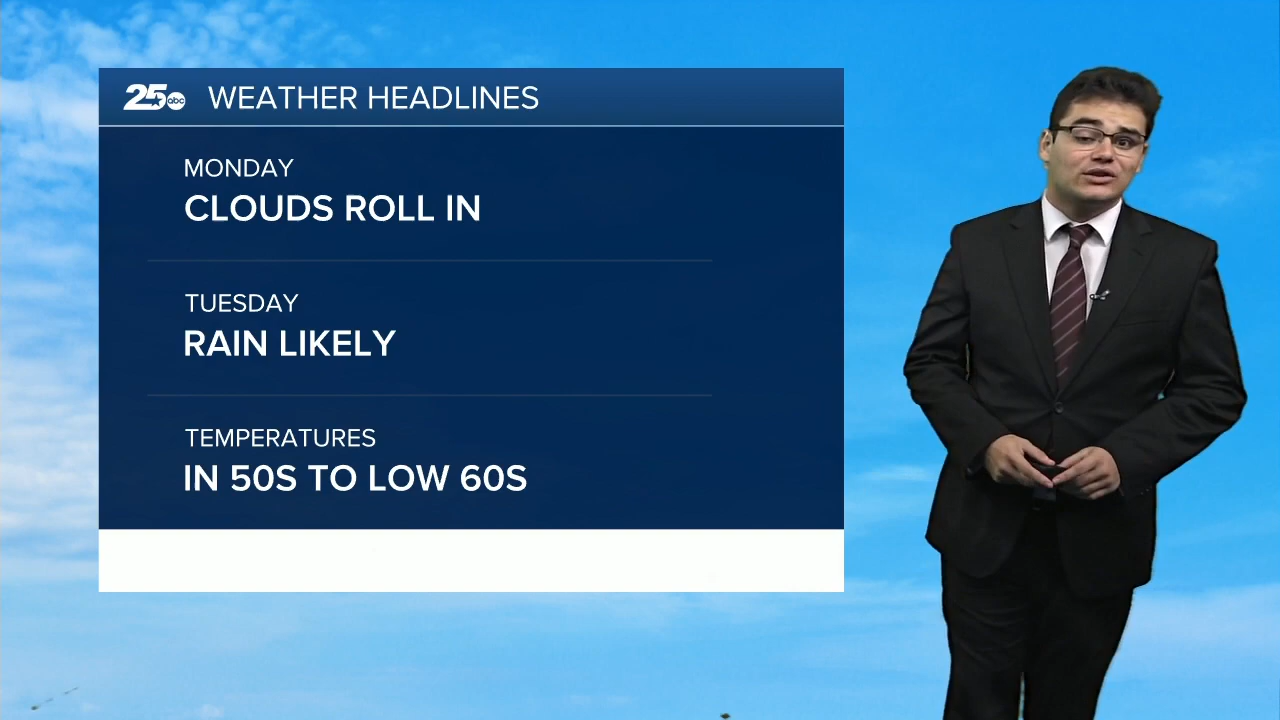 25 abc WEATHER HEADLINES
MONDAY
CLOUDS ROLL IN
TUESDAY
RAIN LIKELY
TEMPERATURES
IN 50S TO LOW 60S